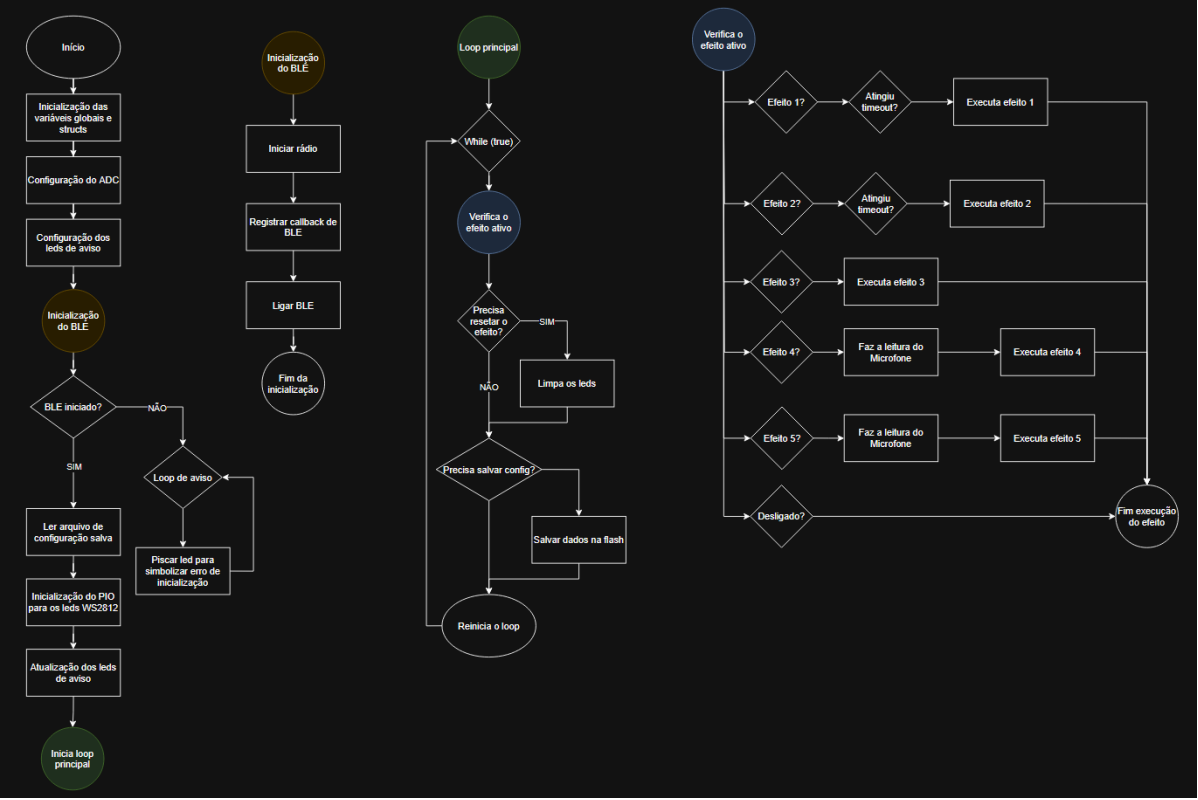 Início
Inicialização das
variáveis globais e
structs
Configuração do ADC
Configuração dos
leds de aviso
Inicialização
do BLE
BLE iniciado?
NÃO
SIM
Loop de aviso
Piscar led para
simbolizar erro de
inicialização
Ler arquivo de
configuração salva
Inicialização do PIO
para os leds WS2812
Atualização dos leds
de aviso
Inicia loop
principal
Inicialização
do BLE
Iniciar rádio
Registrar callback de
BLE
Ligar BLE
Fim da
inicialização
Loop principal
While (true)
Verifica o
efeito ativo
Precisa
resetar o
efeito?
SIM
NÃO
Limpa os leds
Precisa salvar config?
Salvar dados na flash
Reinicia o loop
Verifica o
efeito ativo
Efeito 1?
Atingiu
timeout?
Executa efeito 1
Efeito 2?
Atingiu
timeout?
Executa efeito 2
Efeito 3?
Executa efeito 3
Efeito 4?
Faz a leitura do
Microfone
Executa efeito 4
Efeito 5?
Faz a leitura do
Microfone
Executa efeito 5
Desligado?
Fim execução
do efeito